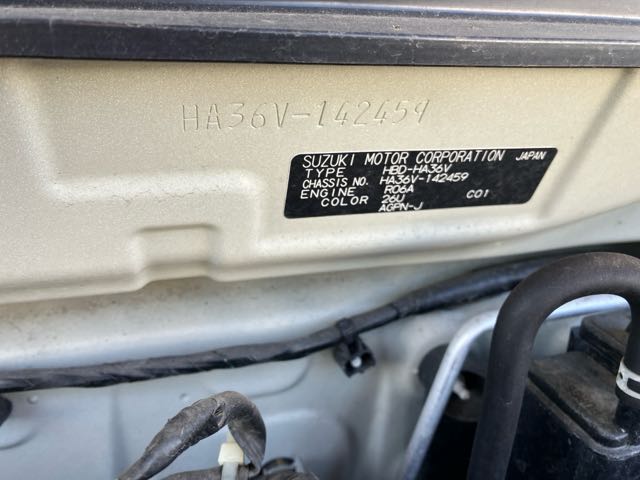 HA36V-142459
SUZUKI MOTOR CORPORATION JAPAN
TYPE HBD-HA36V
CHASSIS NO. HA36V-142459
ENGINE R06A
COLOR 26U C01
AGPN-J